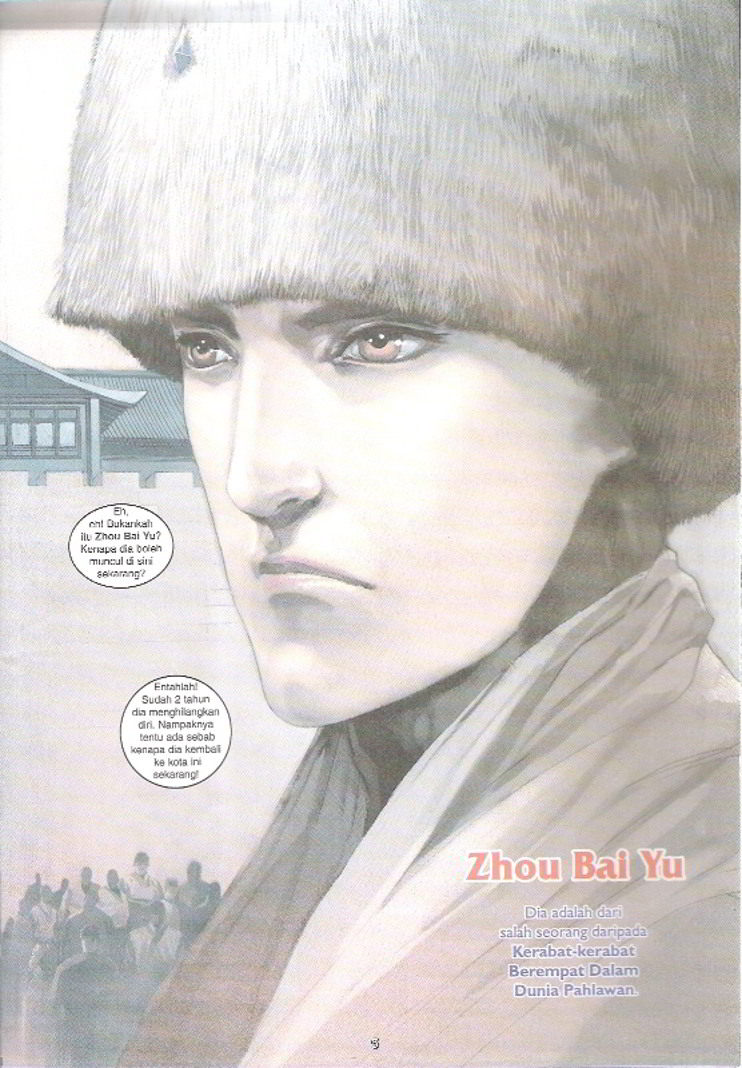 Eh,
eh! Bukankah
itu Zhou Bai Yu?
Kenapa dia boleh
muncul di sini
sekarang?
Entahlah!
Sudah 2 tahun
dia menghilangkan
diri. Nampaknya
tentu ada sebab
kenapa dia kembali
ke kota ini
sekarang!
Zhou Bai Yu
Dia adalah dari
salah seorang daripada
Kerabat-kerabat
Berempat Dalam
Dunia Pahlawan.